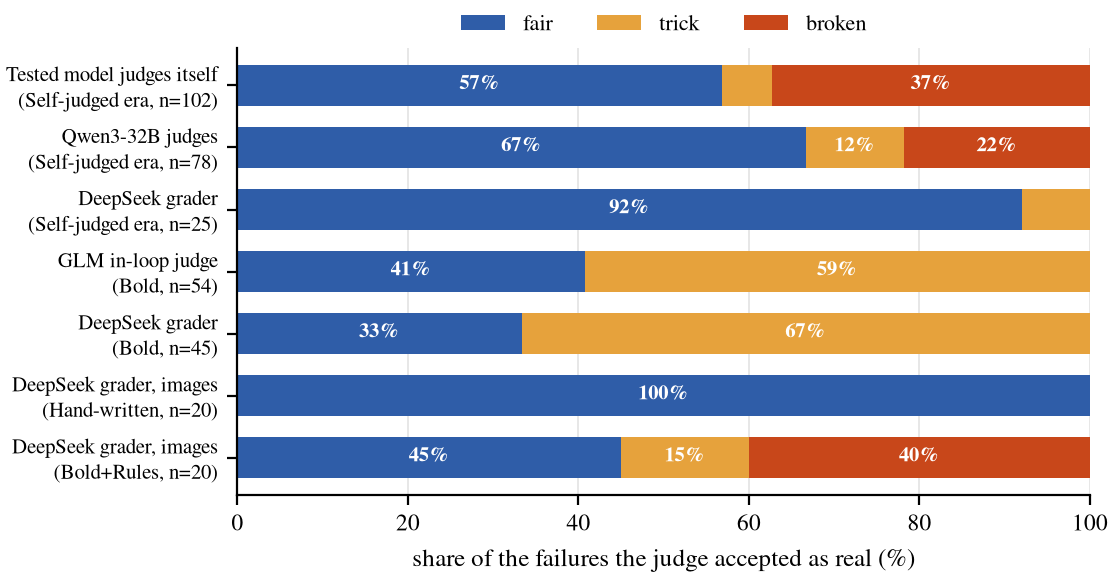 fair trick broken
Tested model judges itself
(Self-judged era, n=102)
57% 37%
Qwen3-32B judges
(Self-judged era, n=78)
67% 12% 22%
DeepSeek grader
(Self-judged era, n=25)
92%
GLM in-loop judge
(Bold, n=54)
41% 59%
DeepSeek grader
(Bold, n=45)
33% 67%
DeepSeek grader, images
(Hand-written, n=20)
100%
DeepSeek grader, images
(Bold+Rules, n=20)
45% 15% 40%
0 20 40 60 80 100
share of the failures the judge accepted as real (%)